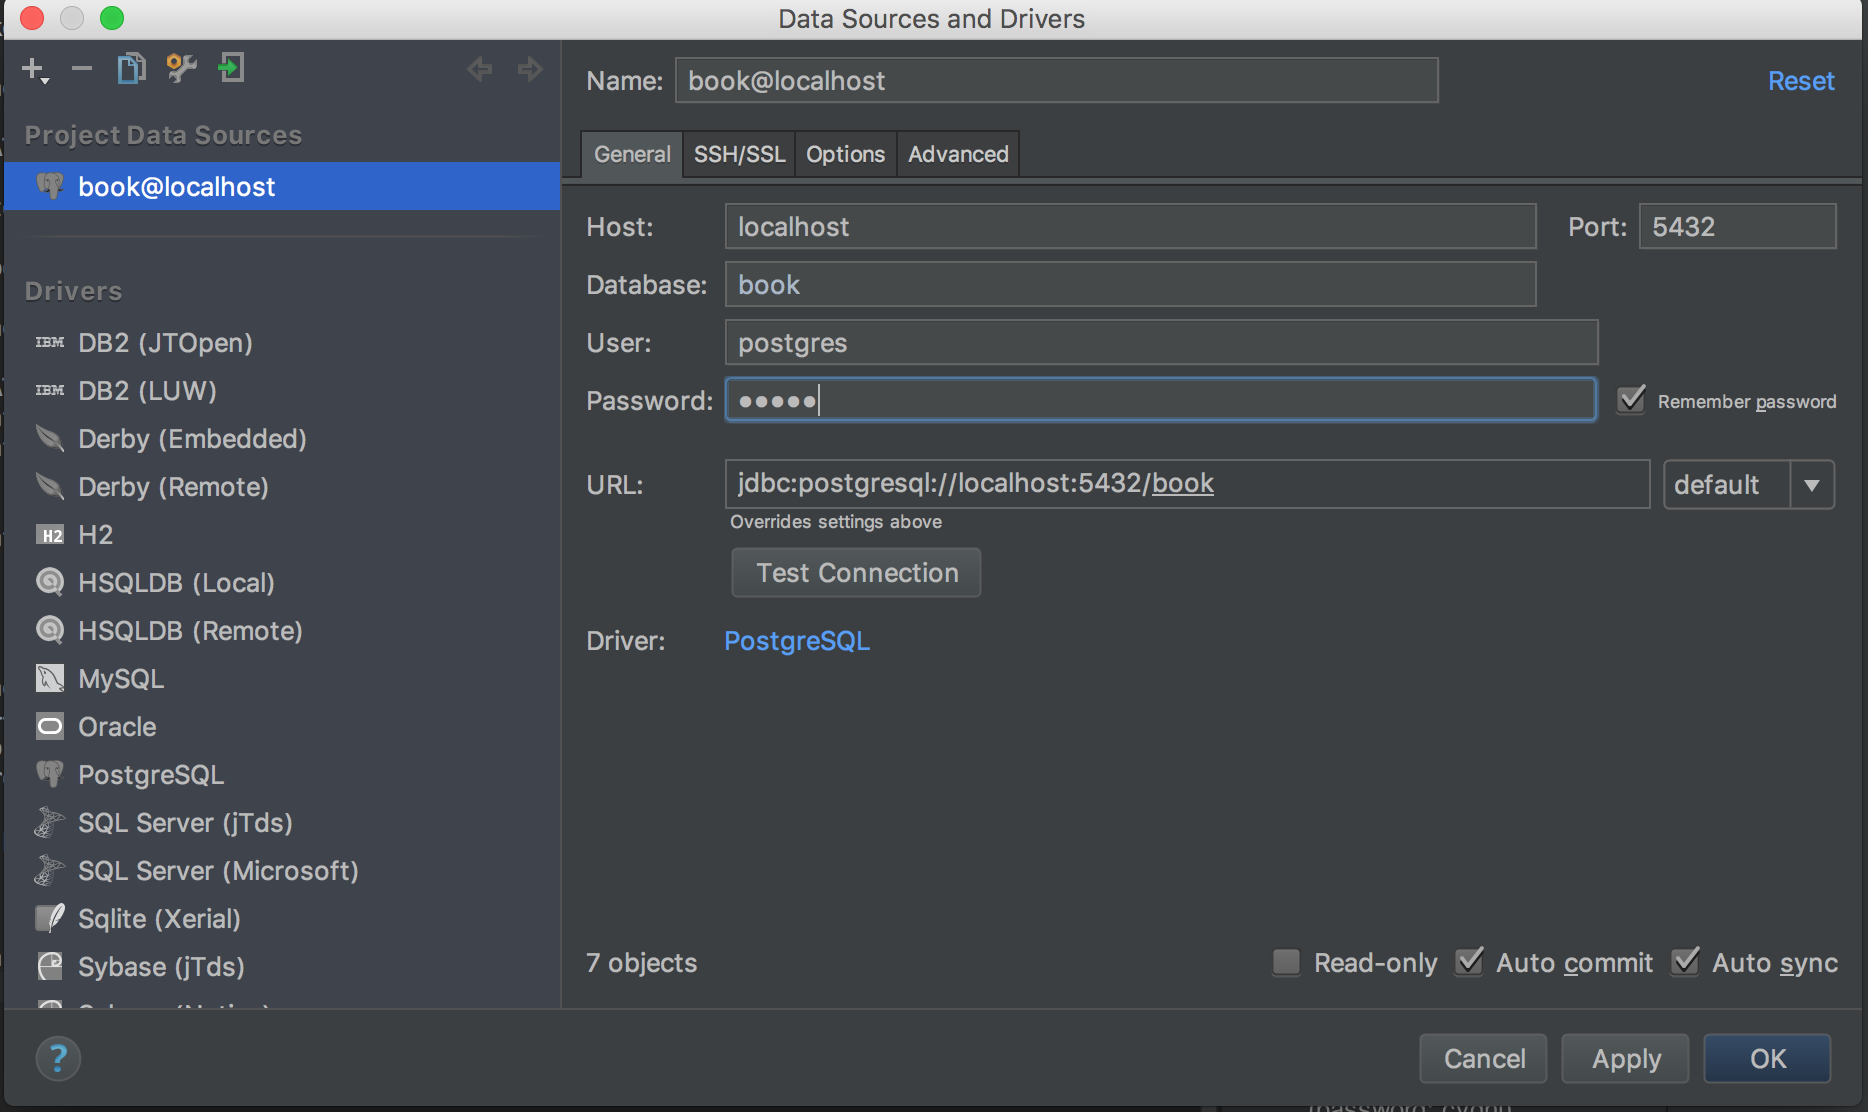 Data Sources and Drivers
Project Data Sources
book@localhost
Drivers
IBM DB2 (JTOpen)
IBM DB2 (LUW)
Derby (Embedded)
Derby (Remote)
H2 H2
HSQLDB (Local)
HSQLDB (Remote)
MySQL
Oracle
PostgreSQL
SQL Server (jTds)
SQL Server (Microsoft)
Sqlite (Xerial)
Sybase (jTds)
Name: book@localhost Reset
General SSH/SSL Options Advanced
Host: localhost Port: 5432
Database: book
User: postgres
Password: ●●●●● Remember password
URL: jdbc:postgresql://localhost:5432/book default
Overrides settings above
Test Connection
Driver: PostgreSQL
7 objects Read-only Auto commit Auto sync
? Cancel Apply OK